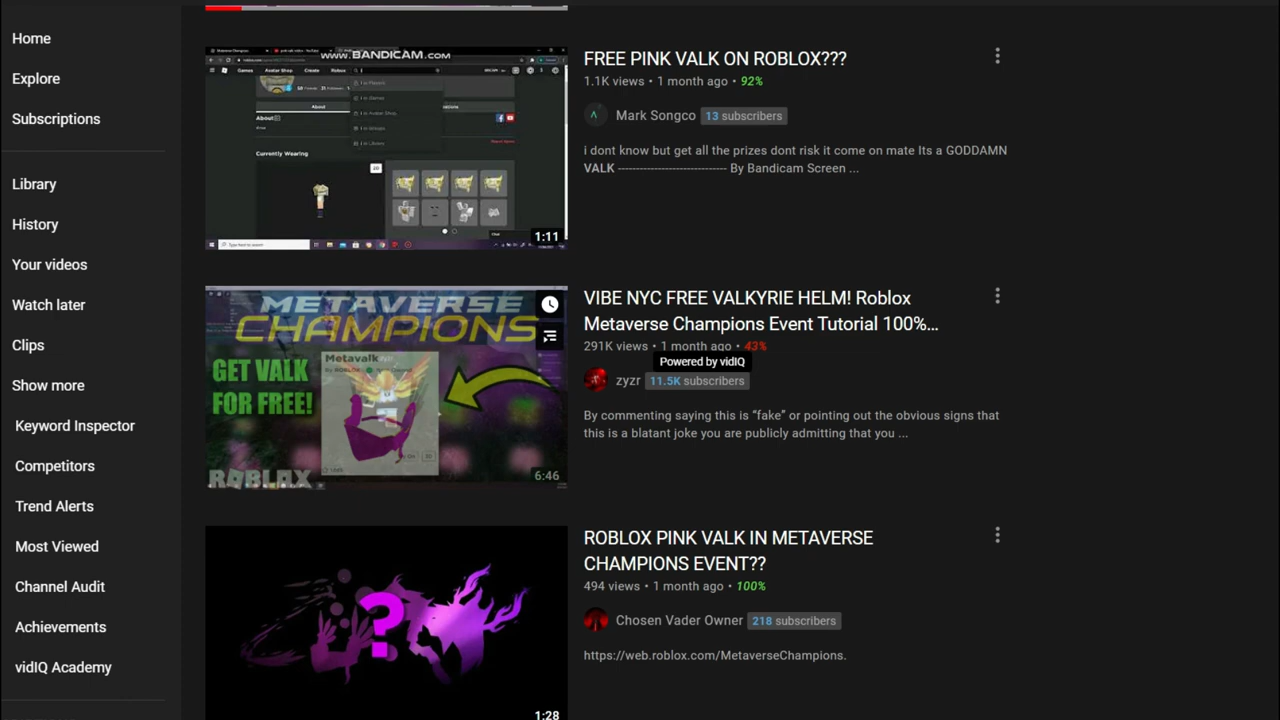 Home
Explore
Subscriptions
Library
History
Your videos
Watch later
Clips
Show more
Keyword Inspector
Competitors
Trend Alerts
Most Viewed
Channel Audit
Achievements
vidIQ Academy
WWW.BANDICAM.COM
Games Avatar Shop Create Robux
About
About
Currently Wearing
1:11
FREE PINK VALK ON ROBLOX???
1.1K views • 1 month ago • 92%
Mark Songco 13 subscribers
i dont know but get all the prizes dont risk it come on mate Its a GODDAMN
VALK ------------------------------ By Bandicam Screen ...
METAVERSE
CHAMPIONS
Metavalk
GET VALK
FOR FREE!
ROBLOX
6:46
VIBE NYC FREE VALKYRIE HELM! Roblox
Metaverse Champions Event Tutorial 100%...
291K views • 1 month ago • 43%
Powered by vidIQ
zyzr 11.5K subscribers
By commenting saying this is “fake” or pointing out the obvious signs that
this is a blatant joke you are publicly admitting that you ...
?
1:28
ROBLOX PINK VALK IN METAVERSE
CHAMPIONS EVENT??
494 views • 1 month ago • 100%
Chosen Vader Owner 218 subscribers
https://web.roblox.com/MetaverseChampions.